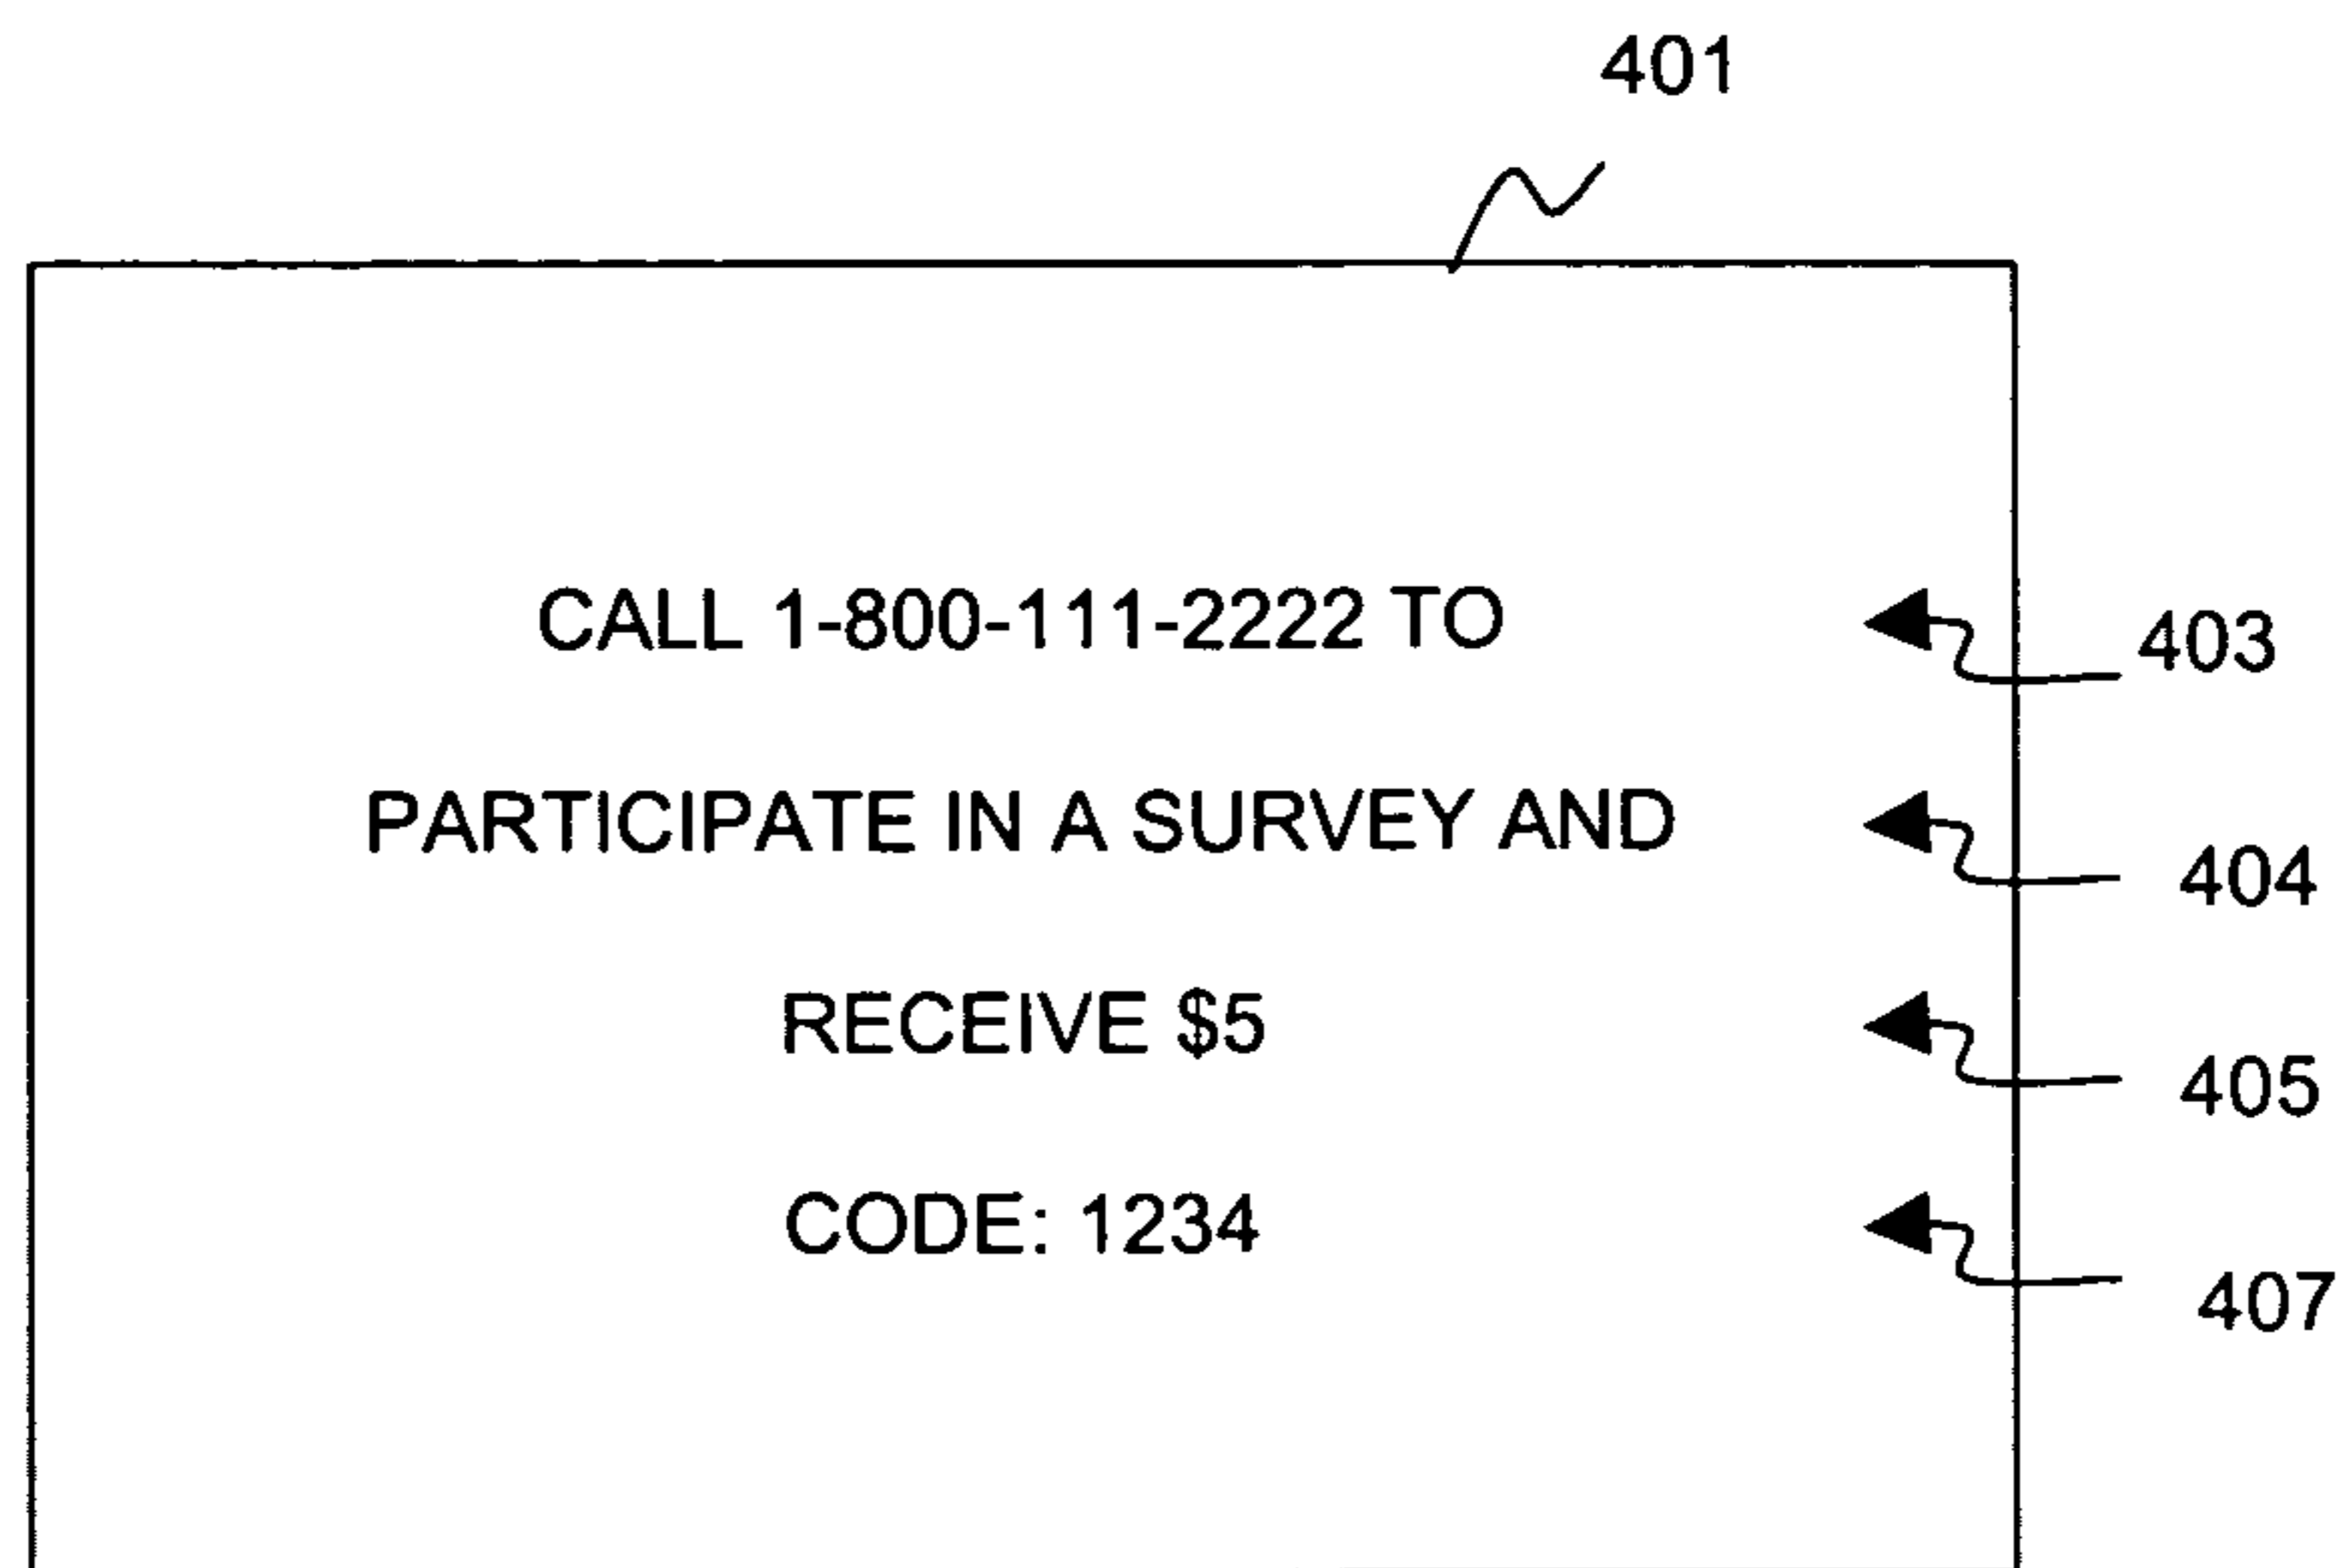 401
CALL 1-800-111-2222 TO
403
PARTICIPATE IN A SURVEY AND
404
RECEIVE $5
405
CODE: 1234
407